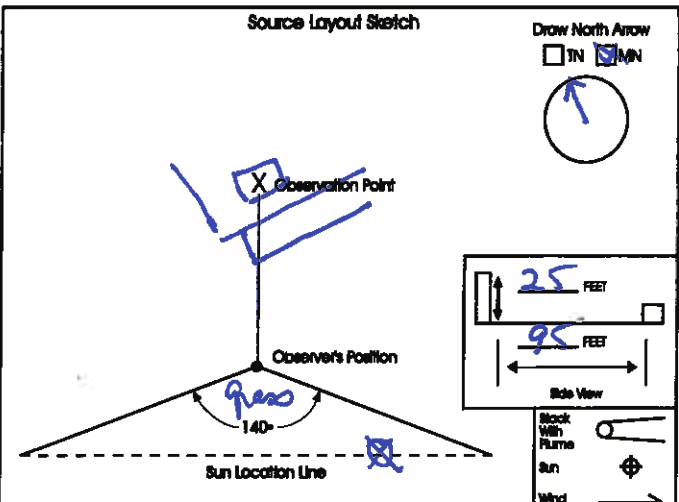 Source Layout Sketch
Draw North Arrow
TN MN
X Observation Point
25 FEET
95 FEET
Side View
Observer's Position
grass
140°
Sun Location Line
Stack
With
Plume
Sun
Wind